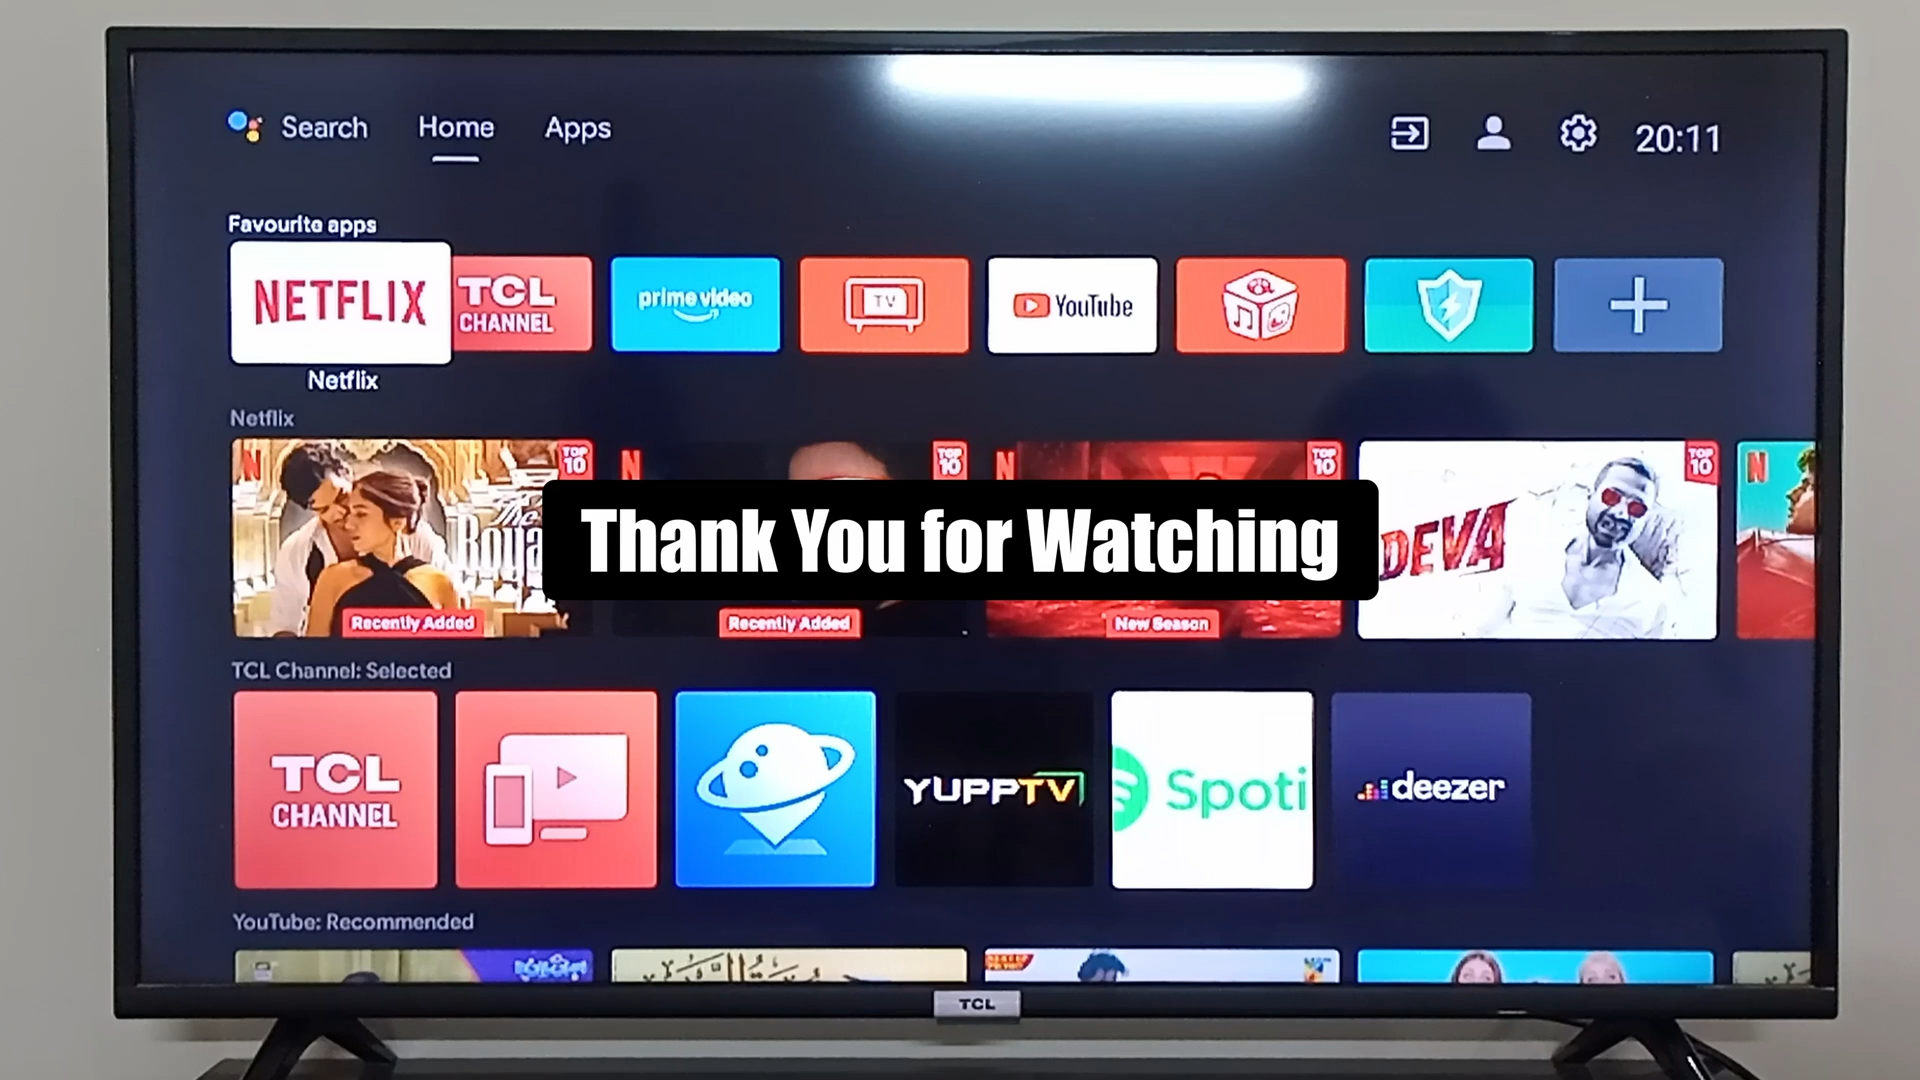 Search Home Apps 20:11
Favourite apps
NETFLIX
TCL
CHANNEL
prime video
TV
YouTube
Netflix
Netflix
N TOP
10
N TOP
10
N TOP
10
TOP
10
N
The
Roya
Thank You for Watching
DEVA
Recently Added
Recently Added
New Season
TCL Channel: Selected
TCL
CHANNEL
YUPPTV
Spoti
deezer
YouTube: Recommended
TCL